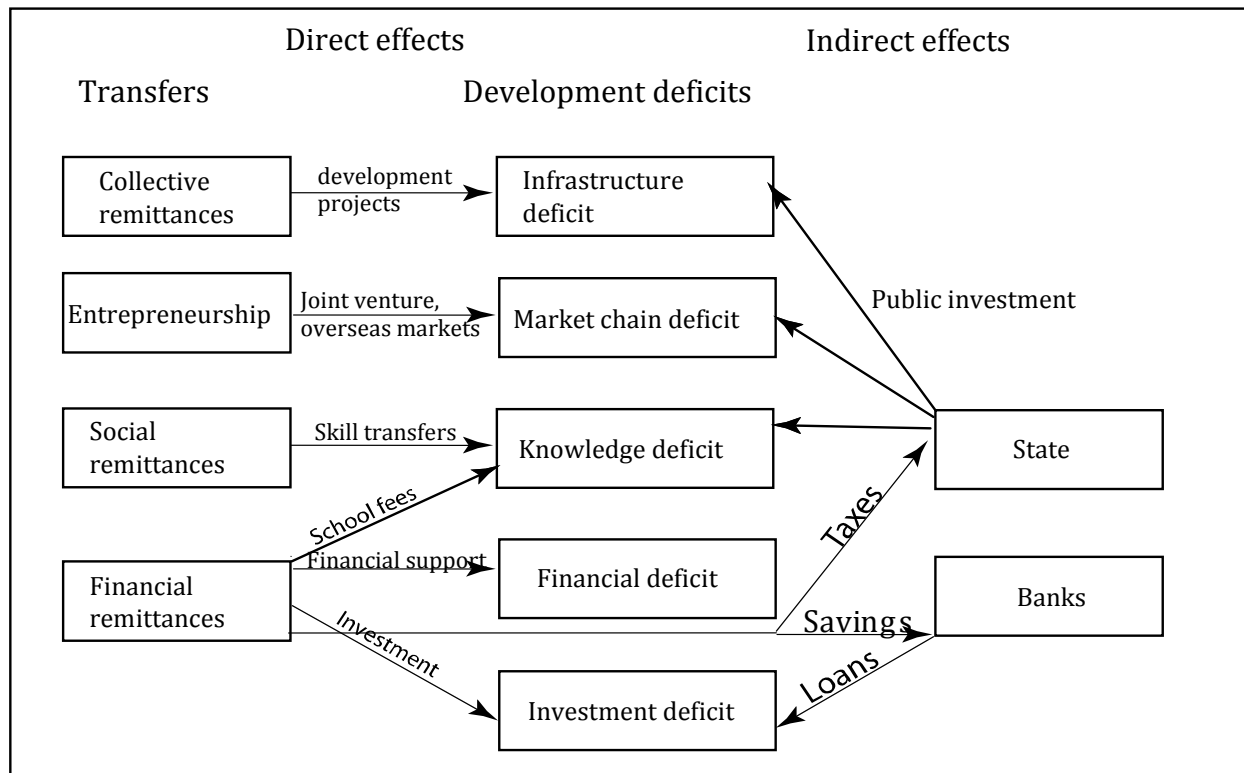 Direct effects
Indirect effects
Transfers
Development deficits
Collective
remittances
development
projects
Infrastructure
deficit
Public investment
Entrepreneurship
Joint venture,
overseas markets
Market chain deficit
Social
remittances
Skill transfers
Knowledge deficit
State
School fees
Taxes
Financial
remittances
Financial support
Financial deficit
Banks
Savings
Investment
Loans
Investment deficit